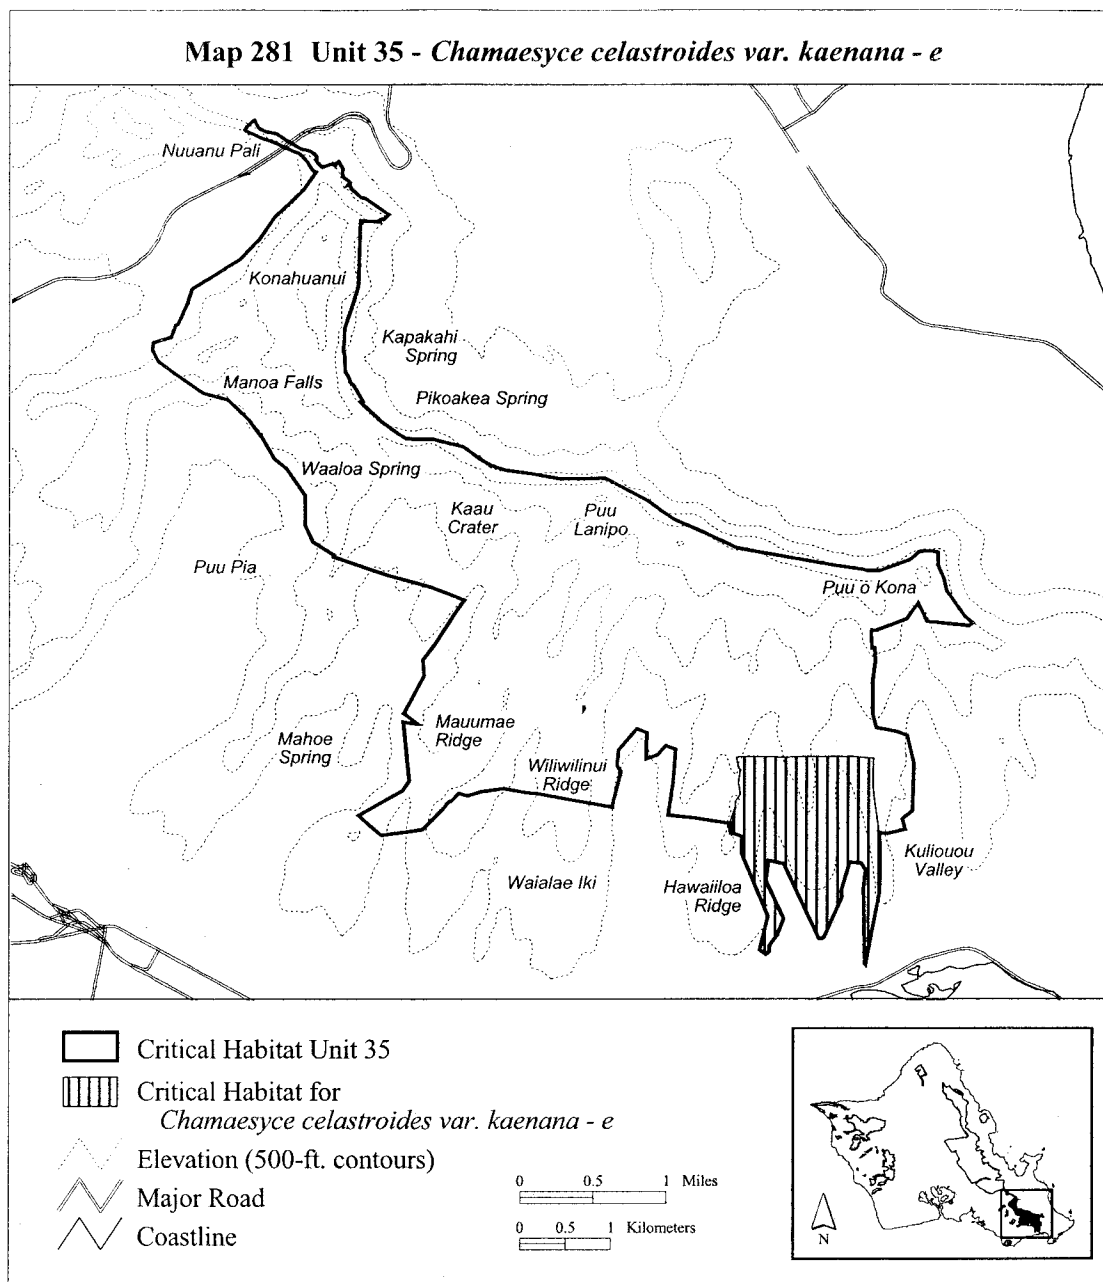 Map 281 Unit 35 - Chamaesyce celastroides var. kaenana - e
Nuuanu Pali
Konahuanui
Kapakahi
Spring
Manoa Falls
Pikoakea Spring
Waaloa Spring
Kaau
Crater
Puu
Lanipo
Puu Pia
Puu o Kona
Mauumae
Ridge
Mahoe
Spring
Wiliwilinui
Ridge
Kuliouou
Valley
Waialae Iki
Hawaiiloa
Ridge
Critical Habitat Unit 35
Critical Habitat for
Chamaesyce celastroides var. kaenana - e
Elevation (500-ft. contours)
Major Road
Coastline
0 0.5 1 Miles
0 0.5 1 Kilometers
N